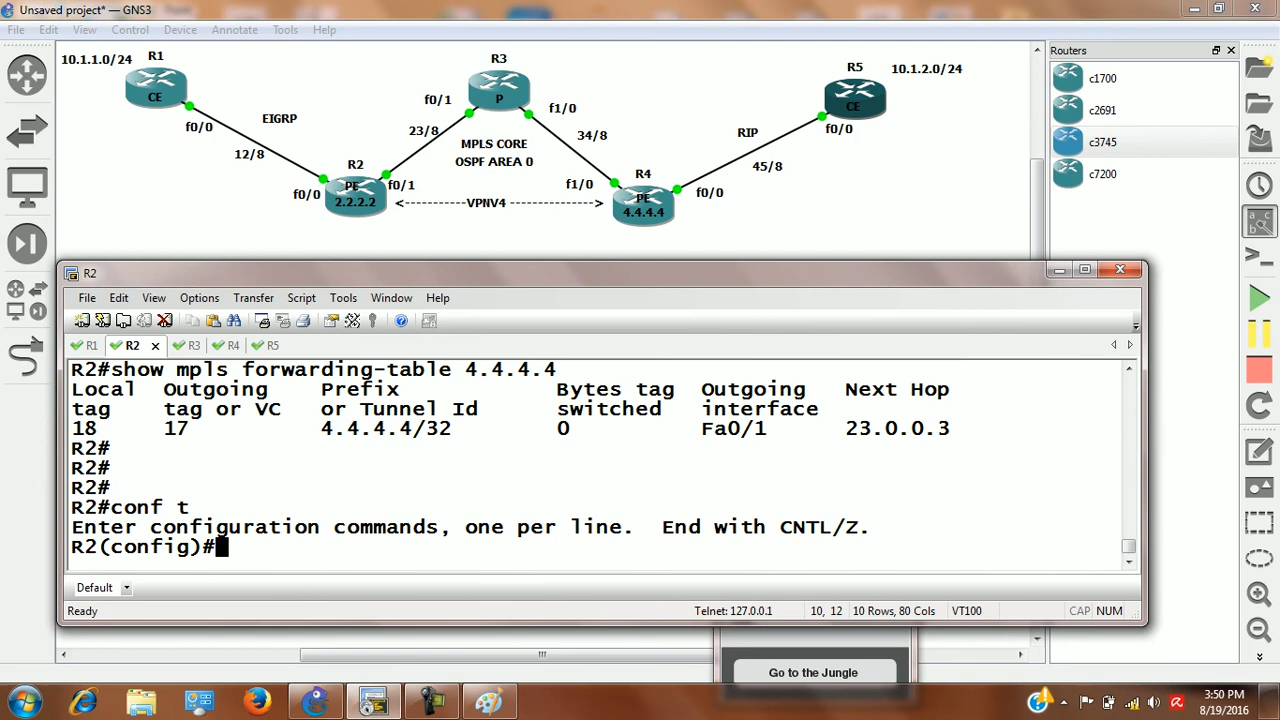 Unsaved project* — GNS3
File Edit View Control Device Annotate Tools Help
10.1.1.0/24
R1
CE
f0/0
EIGRP
12/8
R2
f0/0
PE
2.2.2.2
f0/1
23/8
f0/1
R3
P
f1/0
MPLS CORE
OSPF AREA 0
34/8
<------------VPNV4 ------------>
f1/0
R4
PE
4.4.4.4
f0/0
RIP
45/8
R5
CE
f0/0
10.1.2.0/24
Routers
c1700
c2691
c3745
c7200
R2
File Edit View Options Transfer Script Tools Window Help
R1 R2 R3 R4 R5
R2#show mpls forwarding-table 4.4.4.4
Local Outgoing Prefix Bytes tag Outgoing Next Hop
tag tag or VC or Tunnel Id switched interface
18 17 4.4.4.4/32 0 Fa0/1 23.0.0.3
R2#
R2#
R2#
R2#conf t
Enter configuration commands, one per line. End with CNTL/Z.
R2(config)#
Default
Ready Telnet: 127.0.0.1 10, 12 10 Rows, 80 Cols VT100 CAP NUM
Go to the Jungle
3:50 PM
8/19/2016